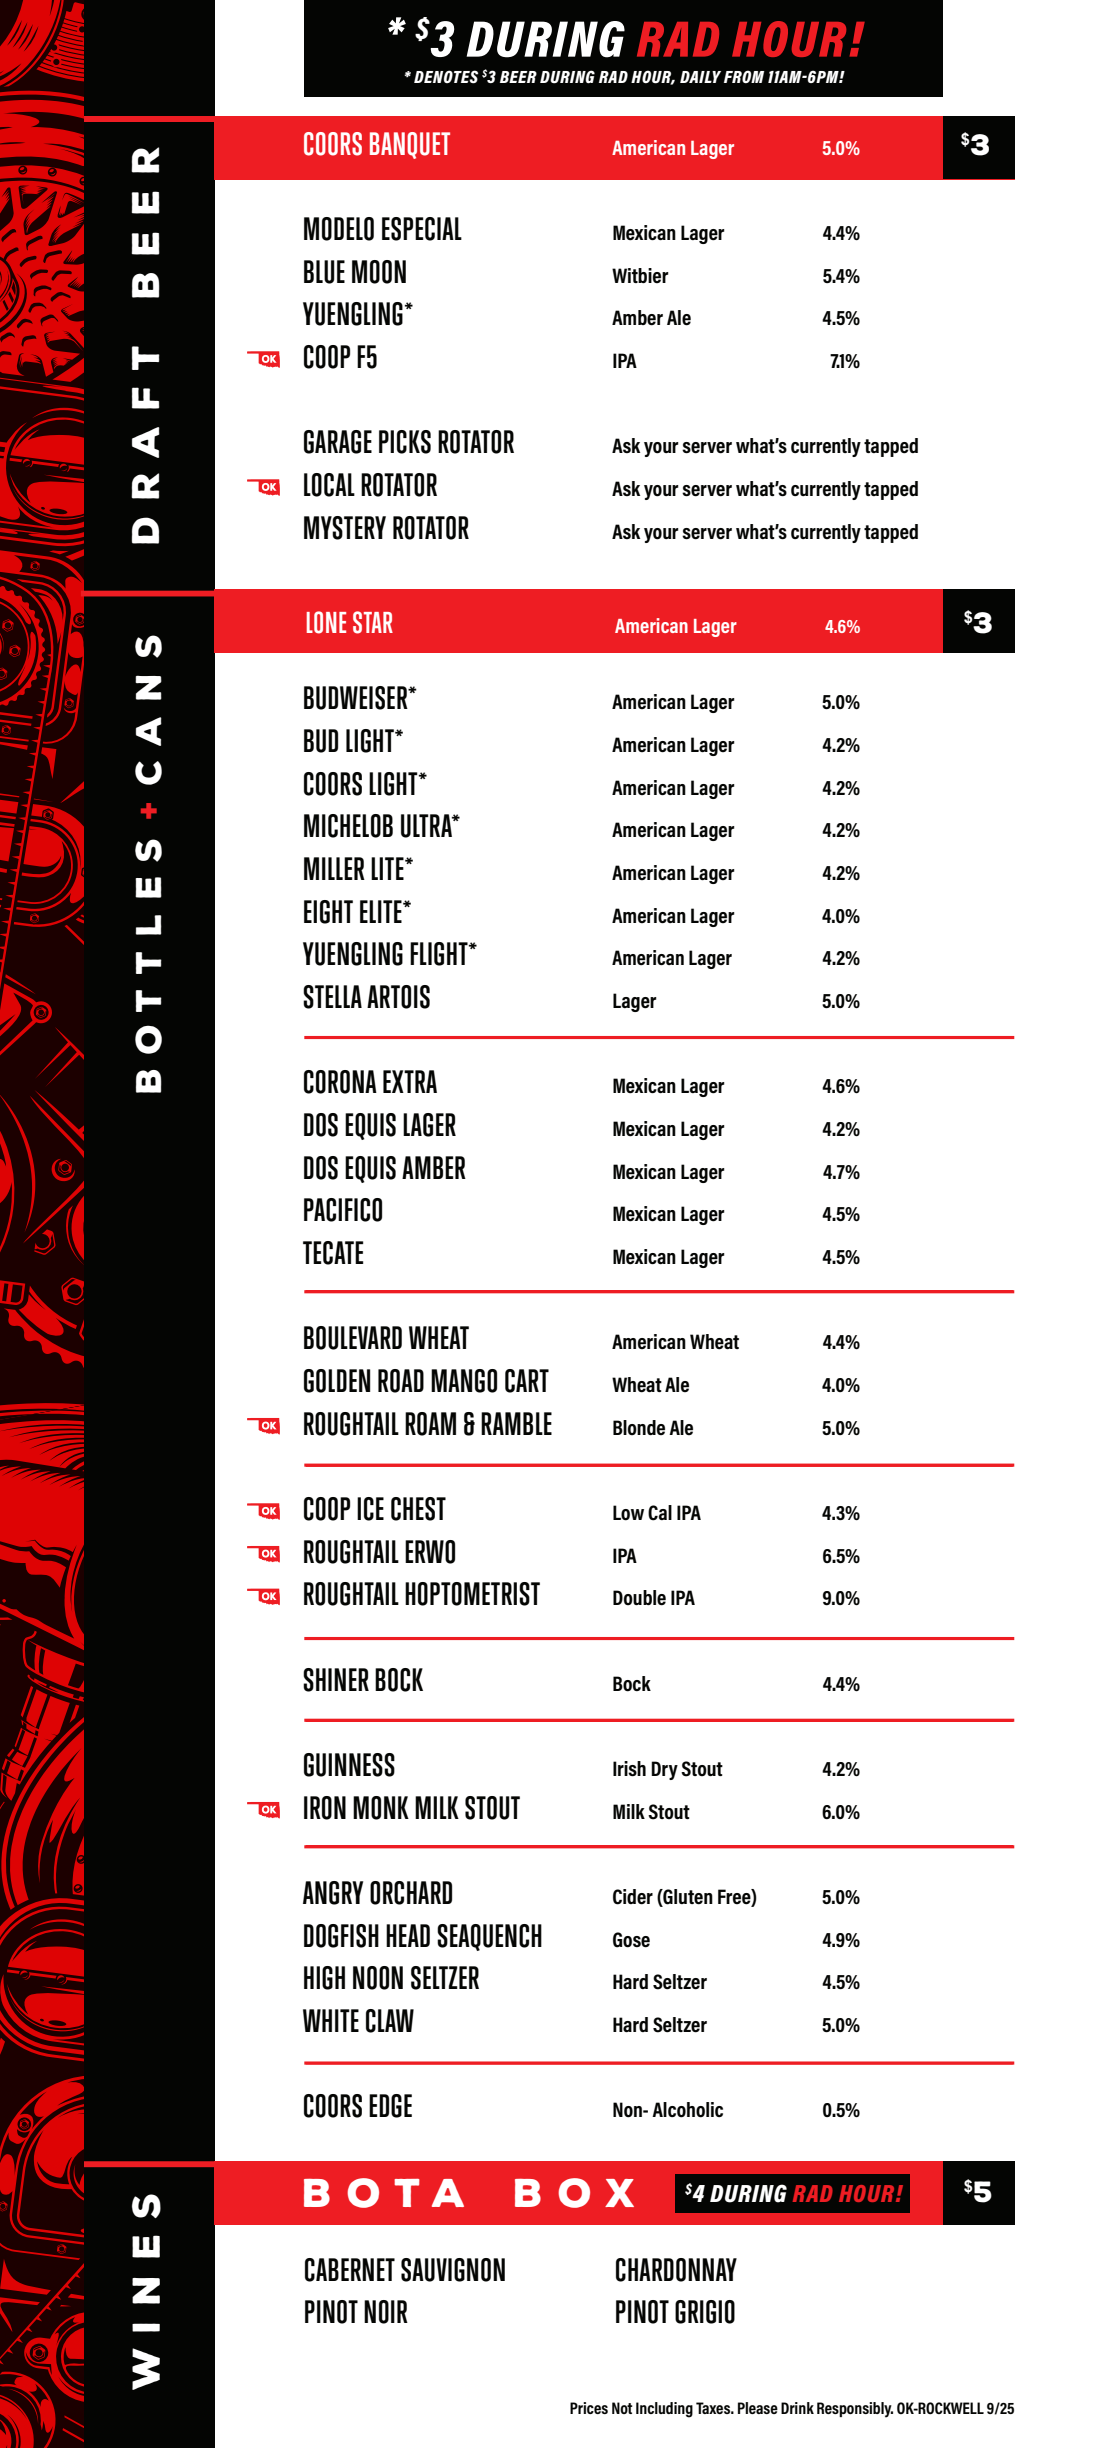 * $3 DURING RAD HOUR!
* DENOTES $3 BEER DURING RAD HOUR, DAILY FROM 11AM-6PM!
DRAFT BEER
COORS BANQUET American Lager 5.0% $3
MODELO ESPECIAL Mexican Lager 4.4%
BLUE MOON Witbier 5.4%
YUENGLING* Amber Ale 4.5%
OK COOP F5 IPA 7.1%
GARAGE PICKS ROTATOR Ask your server what's currently tapped
OK LOCAL ROTATOR Ask your server what's currently tapped
MYSTERY ROTATOR Ask your server what's currently tapped
BOTTLES + CANS
LONE STAR American Lager 4.6% $3
BUDWEISER* American Lager 5.0%
BUD LIGHT* American Lager 4.2%
COORS LIGHT* American Lager 4.2%
MICHELOB ULTRA* American Lager 4.2%
MILLER LITE* American Lager 4.2%
EIGHT ELITE* American Lager 4.0%
YUENGLING FLIGHT* American Lager 4.2%
STELLA ARTOIS Lager 5.0%
CORONA EXTRA Mexican Lager 4.6%
DOS EQUIS LAGER Mexican Lager 4.2%
DOS EQUIS AMBER Mexican Lager 4.7%
PACIFICO Mexican Lager 4.5%
TECATE Mexican Lager 4.5%
BOULEVARD WHEAT American Wheat 4.4%
GOLDEN ROAD MANGO CART Wheat Ale 4.0%
OK ROUGHTAIL ROAM & RAMBLE Blonde Ale 5.0%
OK COOP ICE CHEST Low Cal IPA 4.3%
OK ROUGHTAIL ERWO IPA 6.5%
OK ROUGHTAIL HOPTOMETRIST Double IPA 9.0%
SHINER BOCK Bock 4.4%
GUINNESS Irish Dry Stout 4.2%
OK IRON MONK MILK STOUT Milk Stout 6.0%
ANGRY ORCHARD Cider (Gluten Free) 5.0%
DOGFISH HEAD SEAQUENCH Gose 4.9%
HIGH NOON SELTZER Hard Seltzer 4.5%
WHITE CLAW Hard Seltzer 5.0%
COORS EDGE Non- Alcoholic 0.5%
WINES
BOTA BOX $4 DURING RAD HOUR! $5
CABERNET SAUVIGNON CHARDONNAY
PINOT NOIR PINOT GRIGIO
Prices Not Including Taxes. Please Drink Responsibly. OK-ROCKWELL 9/25